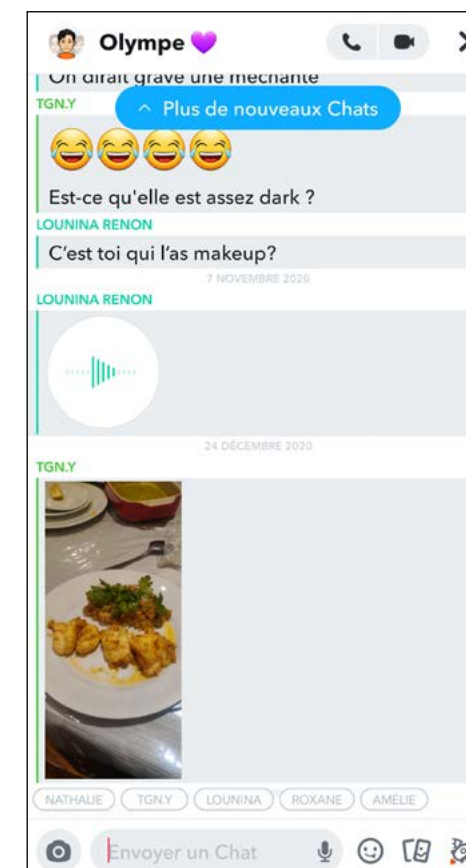 Olympe 💜
On dirait grave une méchante
TGN.Y
^ Plus de nouveaux Chats
😂😂😂😂
Est-ce qu'elle est assez dark ?
LOUNINA RENON
C'est toi qui l'as makeup?
7 NOVEMBRE 2020
LOUNINA RENON
24 DÉCEMBRE 2020
TGN.Y
NATHALIE TGN.Y LOUNINA ROXANE AMÉLIE
Envoyer un Chat